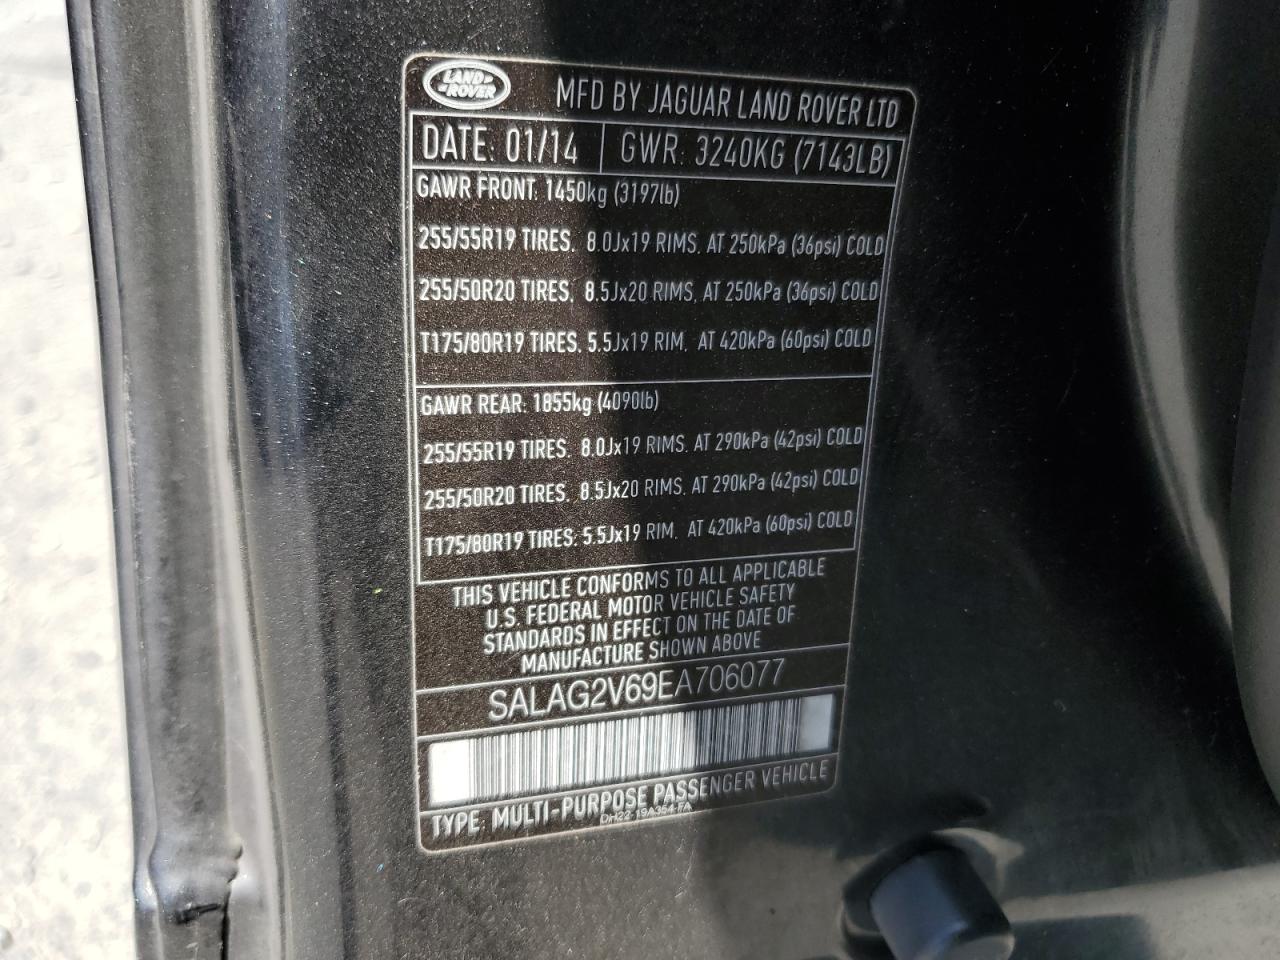 LAND ROVER
MFD BY JAGUAR LAND ROVER LTD
DATE: 01/14 GWR: 3240KG (7143LB)
GAWR FRONT: 1450kg (3197lb)
255/55R19 TIRES, 8.0Jx19 RIMS, AT 250kPa (36psi) COLD
255/50R20 TIRES, 8.5Jx20 RIMS, AT 250kPa (36psi) COLD
T175/80R19 TIRES, 5.5Jx19 RIM, AT 420kPa (60psi) COLD
GAWR REAR: 1855kg (4090lb)
255/55R19 TIRES, 8.0Jx19 RIMS, AT 290kPa (42psi) COLD
255/50R20 TIRES, 8.5Jx20 RIMS, AT 290kPa (42psi) COLD
T175/80R19 TIRES, 5.5Jx19 RIM, AT 420kPa (60psi) COLD
THIS VEHICLE CONFORMS TO ALL APPLICABLE
U.S. FEDERAL MOTOR VEHICLE SAFETY
STANDARDS IN EFFECT ON THE DATE OF
MANUFACTURE SHOWN ABOVE
SALAG2V69EA706077
TYPE: MULTI-PURPOSE PASSENGER VEHICLE
DH22-19A354-FA